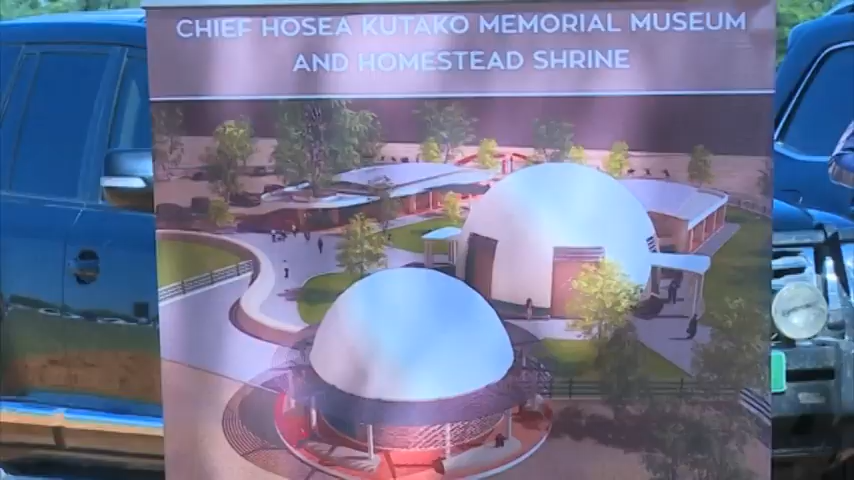 CHIEF HOSEA KUTAKO MEMORIAL MUSEUM
AND HOMESTEAD SHRINE